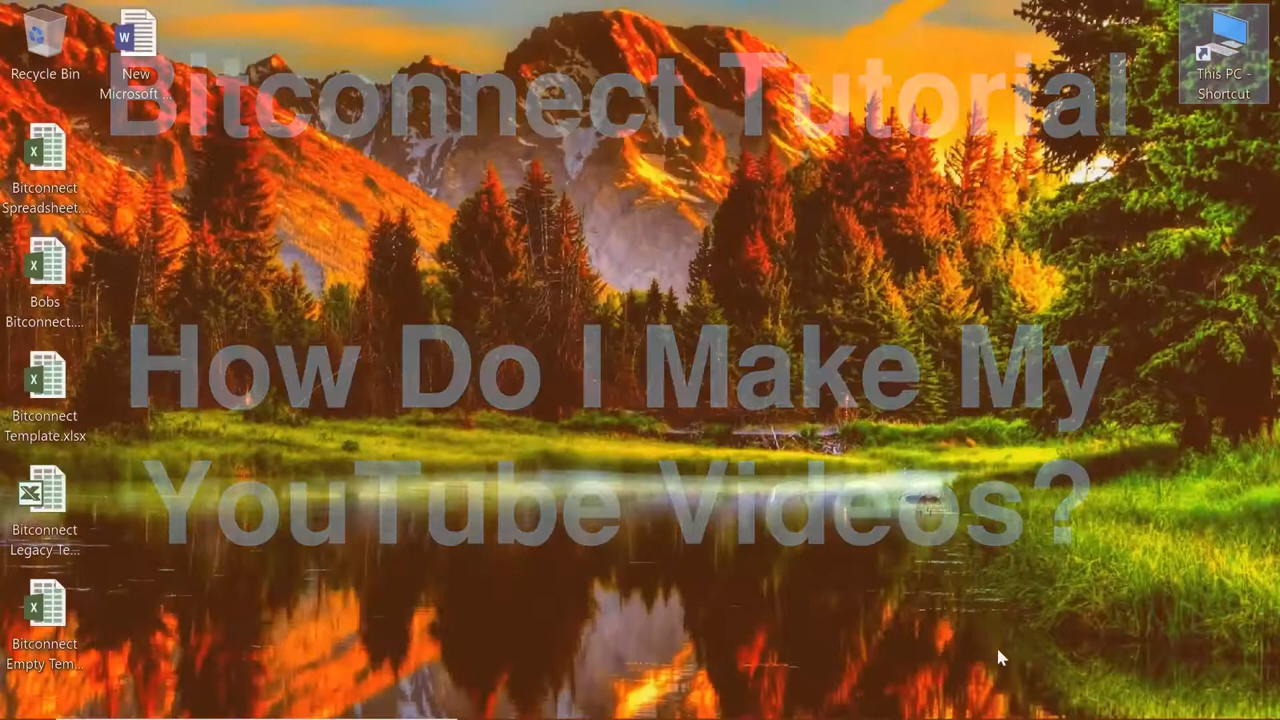 Recycle Bin
New
Microsoft ...
This PC -
Shortcut
Bitconnect Tutorial
Bitconnect
Spreadsheet...
Bobs
Bitconnect....
How Do I Make My
YouTube Videos?
Bitconnect
Template.xlsx
Bitconnect
Legacy Te...
Bitconnect
Empty Tem...